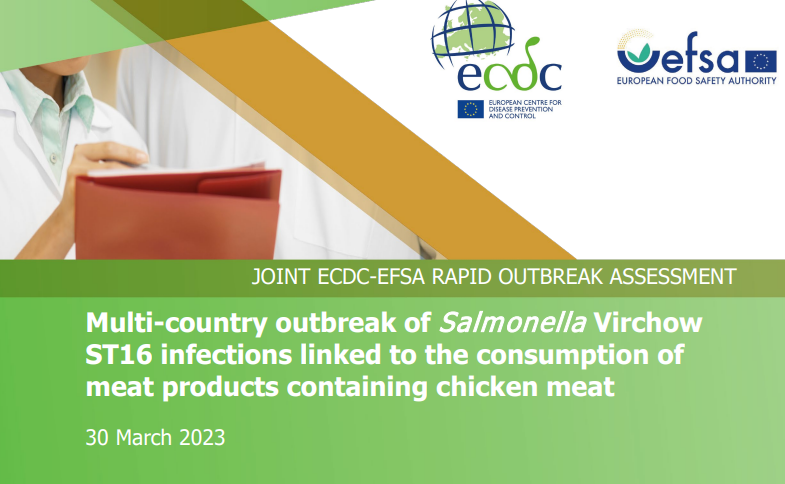 ecdc
EUROPEAN CENTRE FOR
DISEASE PREVENTION
AND CONTROL
efsa
EUROPEAN FOOD SAFETY AUTHORITY
JOINT ECDC-EFSA RAPID OUTBREAK ASSESSMENT
Multi-country outbreak of Salmonella Virchow
ST16 infections linked to the consumption of
meat products containing chicken meat
30 March 2023